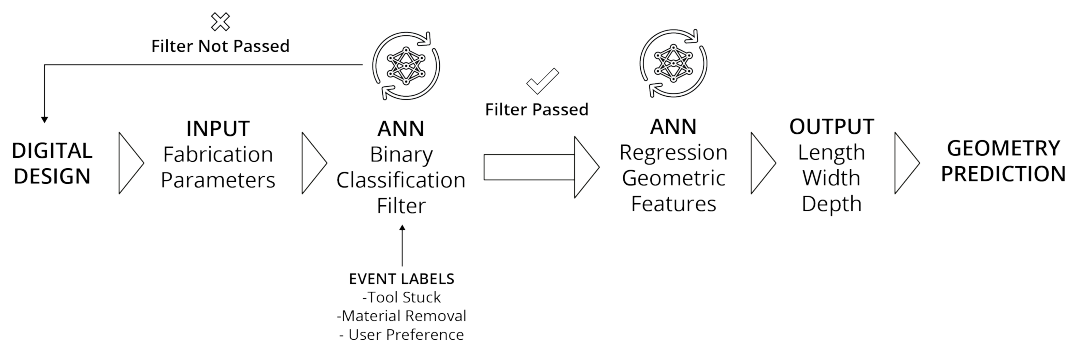 Filter Not Passed
DIGITAL
DESIGN
INPUT
Fabrication
Parameters
ANN
Binary
Classification
Filter
EVENT LABELS
-Tool Stuck
-Material Removal
- User Preference
Filter Passed
ANN
Regression
Geometric
Features
OUTPUT
Length
Width
Depth
GEOMETRY
PREDICTION